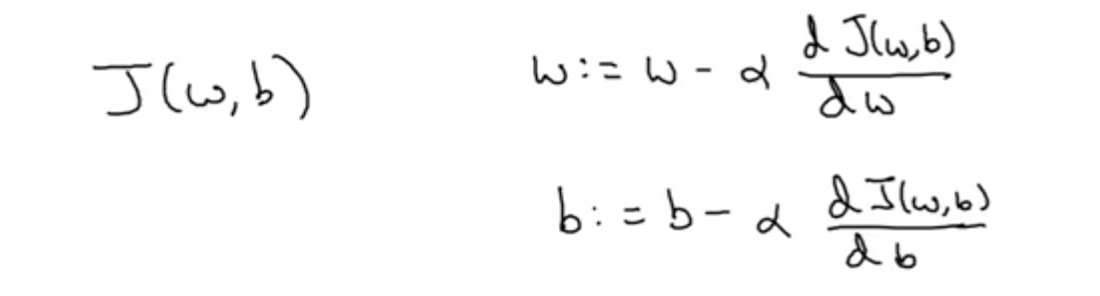 J(w,b)
w := w - α dJ(w,b)/dw
b := b - α dJ(w,b)/db